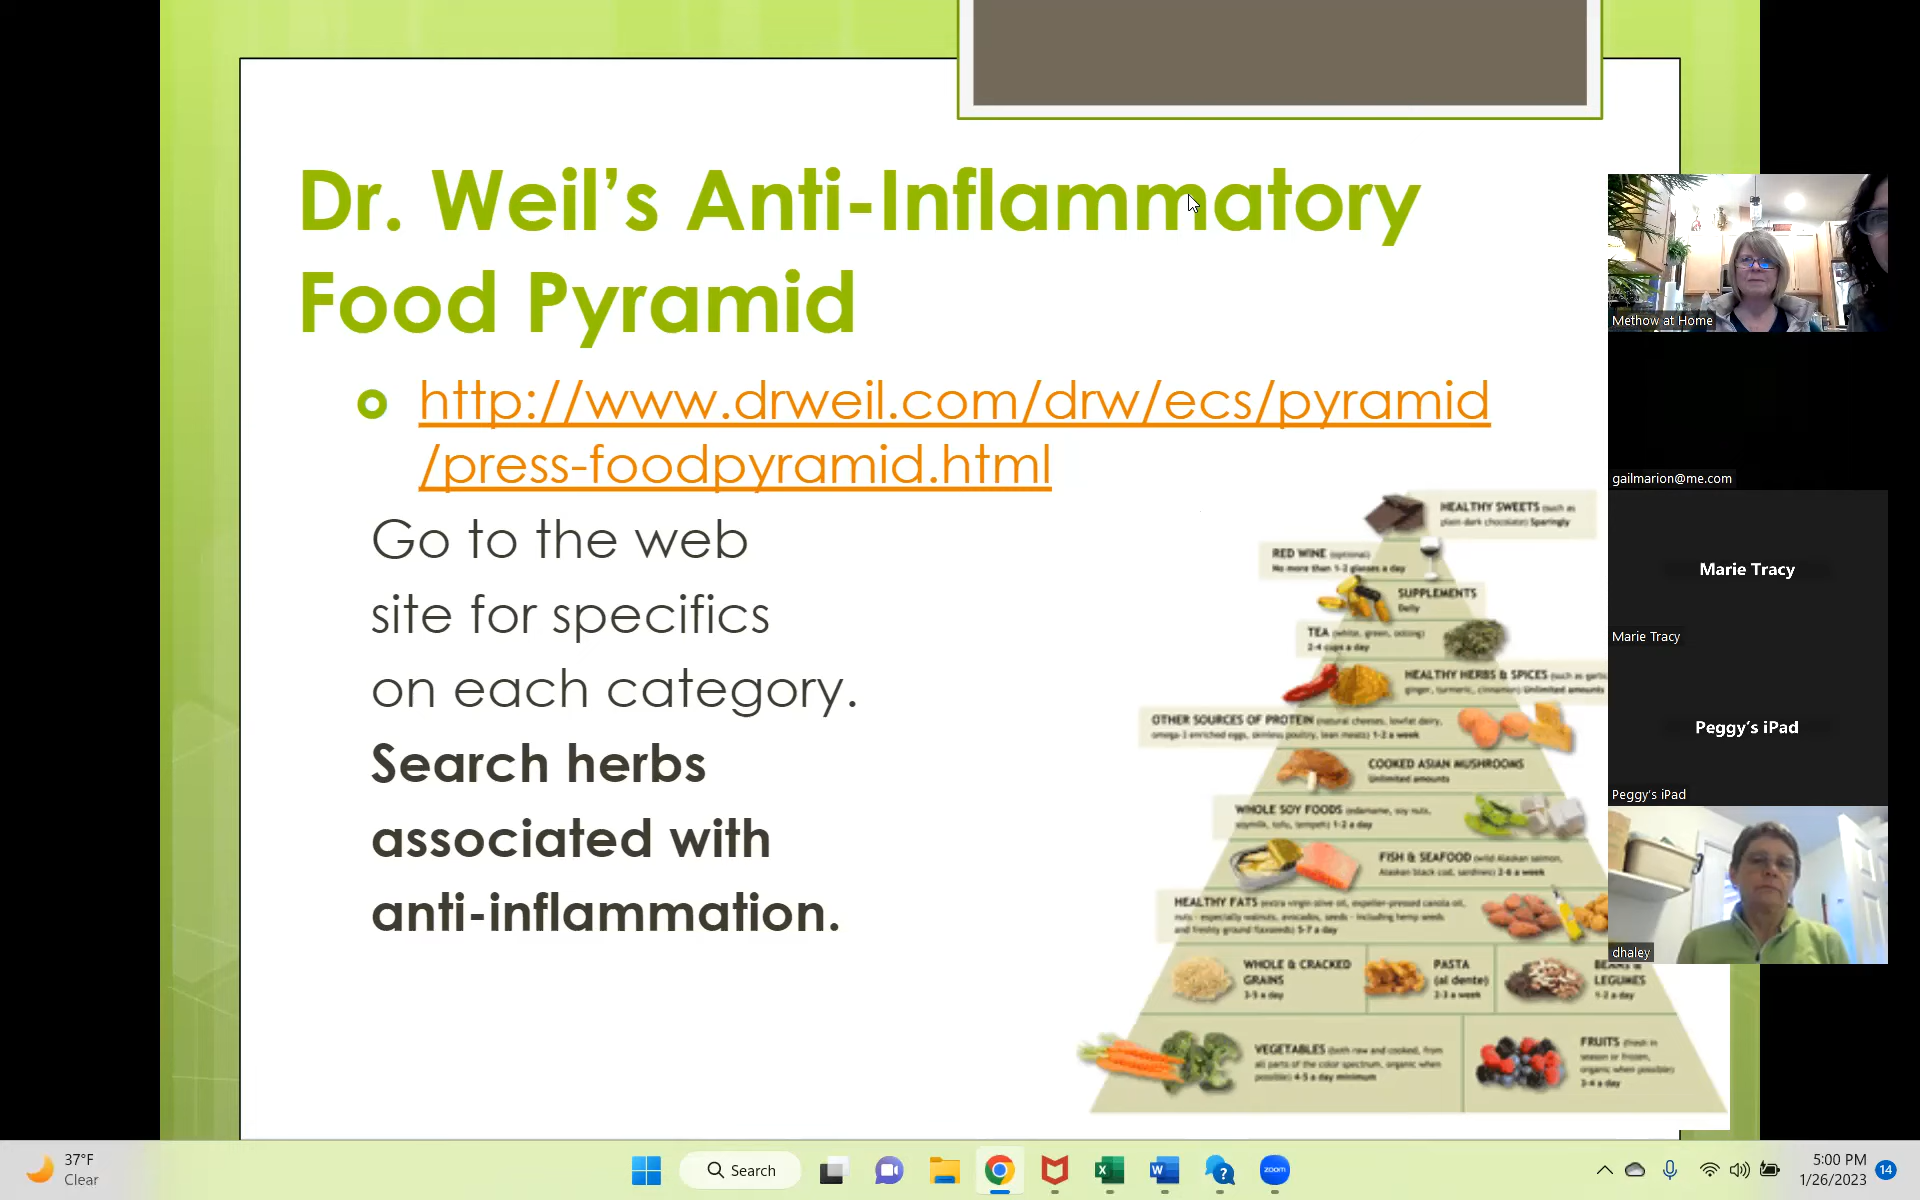 Dr. Weil’s Anti-Inflammatory
Food Pyramid
http://www.drweil.com/drw/ecs/pyramid
/press-foodpyramid.html
Go to the web
site for specifics
on each category.
Search herbs
associated with
anti-inflammation.
HEALTHY SWEETS (such as
plain dark chocolate) Sparingly
RED WINE (optional)
No more than 1-2 glasses a day
SUPPLEMENTS
Daily
TEA (white, green, oolong)
2-4 cups a day
HEALTHY HERBS & SPICES (such as garlic,
ginger, turmeric, cinnamon) Unlimited amounts
OTHER SOURCES OF PROTEIN (natural cheeses, lowfat dairy,
omega-3 enriched eggs, skinless poultry, lean meats) 1-2 a week
COOKED ASIAN MUSHROOMS
Unlimited amounts
WHOLE SOY FOODS (edamame, soy nuts,
soymilk, tofu, tempeh) 1-2 a day
FISH & SEAFOOD (wild Alaskan salmon,
Alaskan black cod, sardines) 2-6 a week
HEALTHY FATS (extra virgin olive oil, expeller-pressed canola oil,
nuts - especially walnuts, avocados, seeds - including hemp seeds
and freshly ground flaxseeds) 5-7 a day
WHOLE & CRACKED
GRAINS
3-5 a day
PASTA
(al dente)
2-3 a week
BEANS &
LEGUMES
1-2 a day
VEGETABLES (both raw and cooked, from
all parts of the color spectrum, organic when
possible) 4-5 a day minimum
FRUITS (fresh in
season or frozen,
organic when possible)
3-4 a day
Methow at Home
gailmarion@me.com
Marie Tracy
Marie Tracy
Peggy’s iPad
Peggy’s iPad
dhaley
37°F
Clear
Search
zoom
5:00 PM
1/26/2023
14